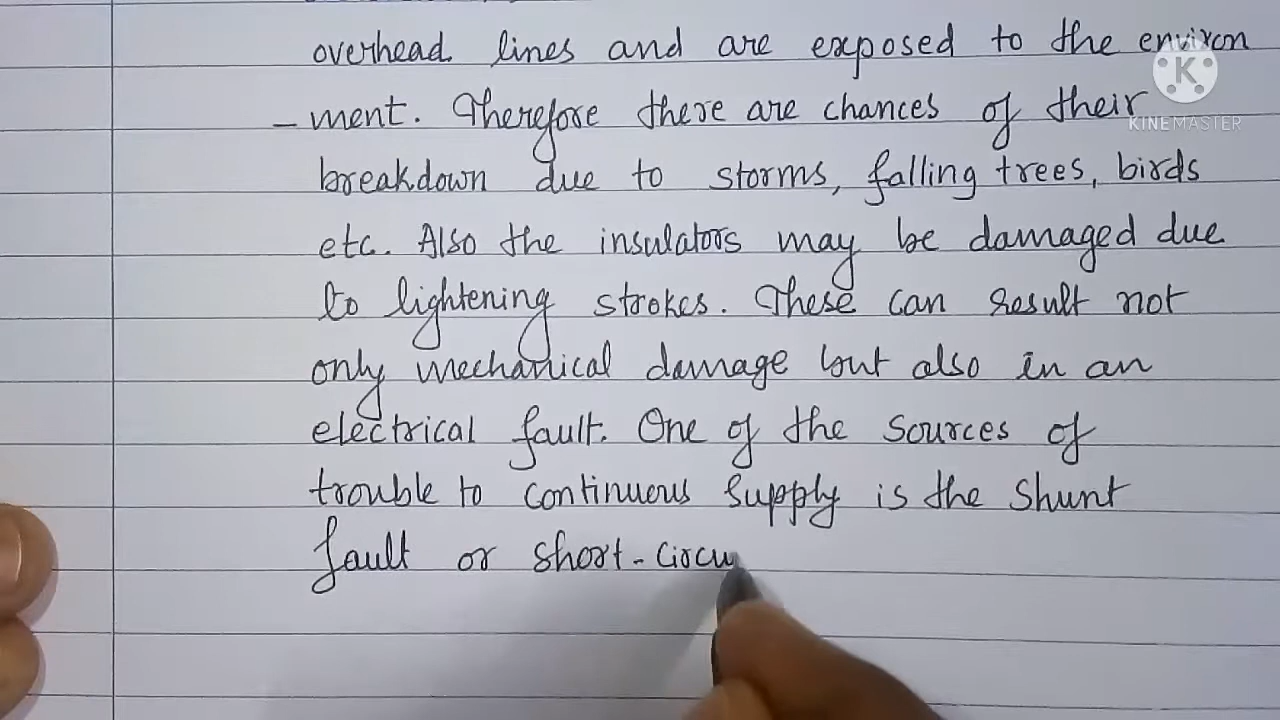 overhead lines and are exposed to the environ
- ment. Therefore there are chances of their
KINEMASTER
breakdown due to storms, falling trees, birds
etc. Also the insulators may be damaged due
to lightening strokes. These can result not
only mechanical damage but also in an
electrical fault. One of the sources of
trouble to continuous supply is the shunt
fault or short-circu